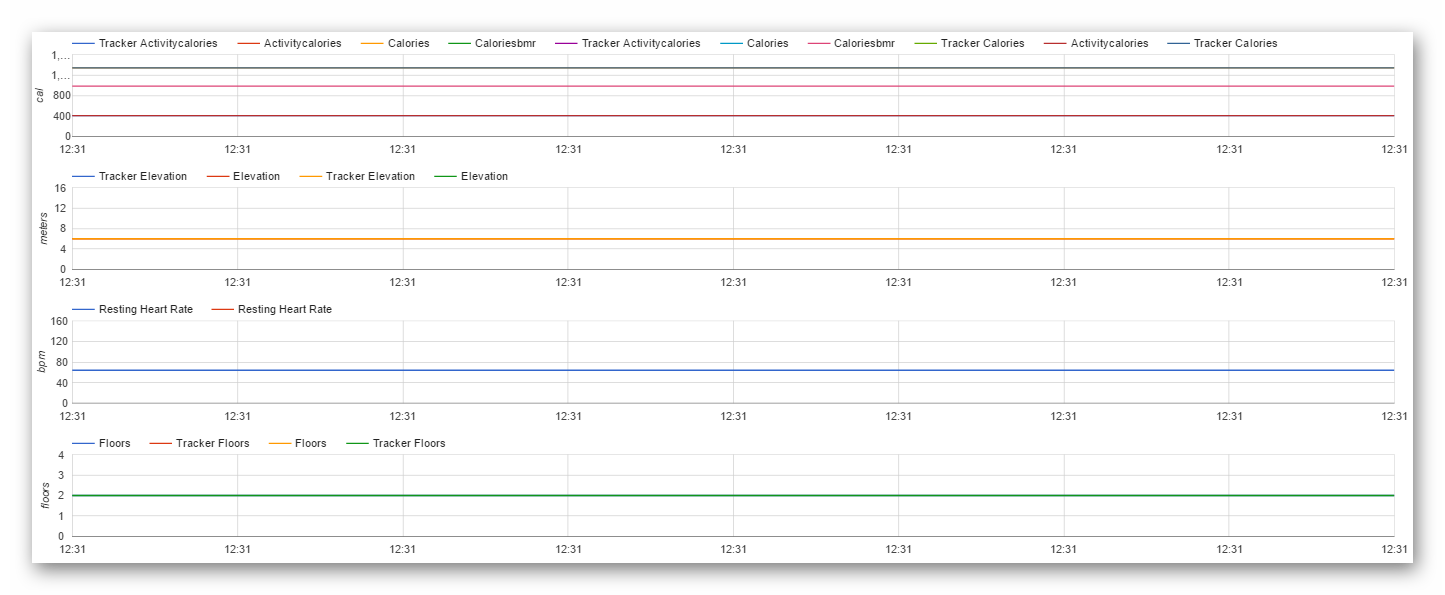 Tracker Activitycalories Activitycalories Calories Caloriesbmr Tracker Activitycalories Calories Caloriesbmr Tracker Calories Activitycalories Tracker Calories
1,...
1,...
800
400
0
cal
12:31 12:31 12:31 12:31 12:31 12:31 12:31 12:31 12:31
Tracker Elevation Elevation Tracker Elevation Elevation
16
12
8
4
0
meters
12:31 12:31 12:31 12:31 12:31 12:31 12:31 12:31 12:31
Resting Heart Rate Resting Heart Rate
160
120
80
40
0
bpm
12:31 12:31 12:31 12:31 12:31 12:31 12:31 12:31 12:31
Floors Tracker Floors Floors Tracker Floors
4
3
2
1
0
floors
12:31 12:31 12:31 12:31 12:31 12:31 12:31 12:31 12:31